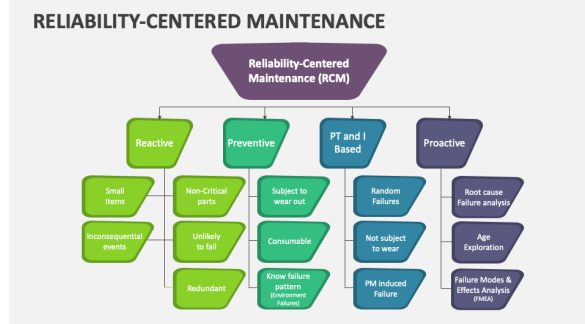 RELIABILITY-CENTERED MAINTENANCE
Reliability-Centered
Maintenance (RCM)
Reactive
Preventive
PT and I
Based
Proactive
Small
Items
Non-Critical
parts
Inconsequential
events
Unlikely
to fail
Redundant
Subject to
wear out
Consumable
Know failure
pattern
(Environment
Failures)
Random
Failures
Not subject
to wear
PM induced
Failure
Root cause
Failure analysis
Age
Exploration
Failure Modes &
Effects Analysis
(FMEA)